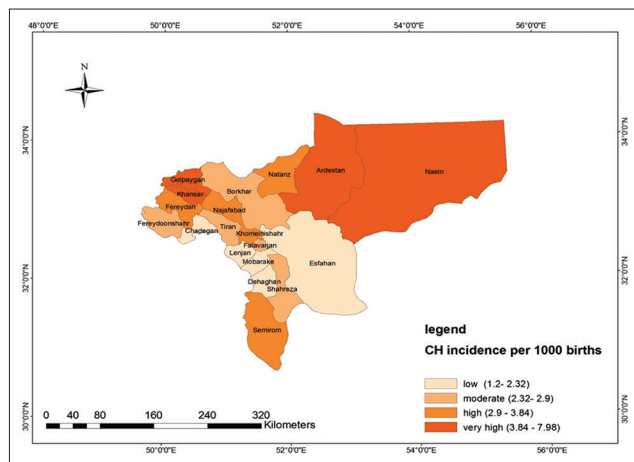 48°0'0"E 50°0'0"E 52°0'0"E 54°0'0"E 56°0'0"E
N
34°0'0"N 34°0'0"N
Natanz
Ardestan
Golpaygan
Naein
Khansar
Borkhar
Fereydan
Najafabad
Fereydoonshahr
Tiran
Chadegan
Khomeinishahr
Falavarjan
Lenjan
Mobarake
Esfahan
32°0'0"N 32°0'0"N
Dehaghan
Shahreza
Semirom
legend
CH incidence per 1000 births
low (1.2- 2.32)
moderate (2.32- 2.9)
high (2.9 - 3.84)
very high (3.84 - 7.98)
30°0'0"N 30°0'0"N
0 20 40 80 160 240 320
Kilometers
50°0'0"E 52°0'0"E 54°0'0"E 56°0'0"E